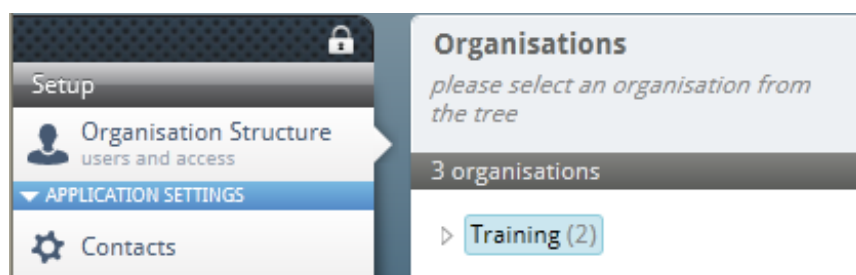 Setup
Organisation Structure
users and access
APPLICATION SETTINGS
Contacts
Organisations
please select an organisation from
the tree
3 organisations
Training (2)